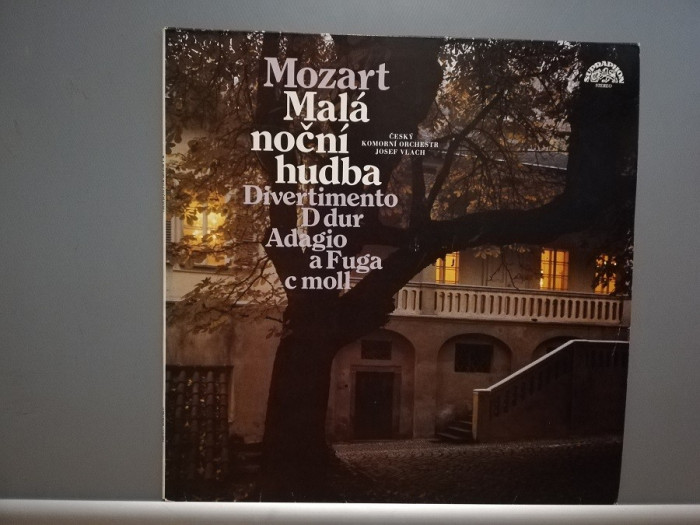 Mozart
Malá
noční
hudba
Divertimento
D dur
Adagio
a Fuga
c moll
ČESKÝ
KOMORNÍ ORCHESTR
JOSEF VLACH
SUPRAPHON
STEREO